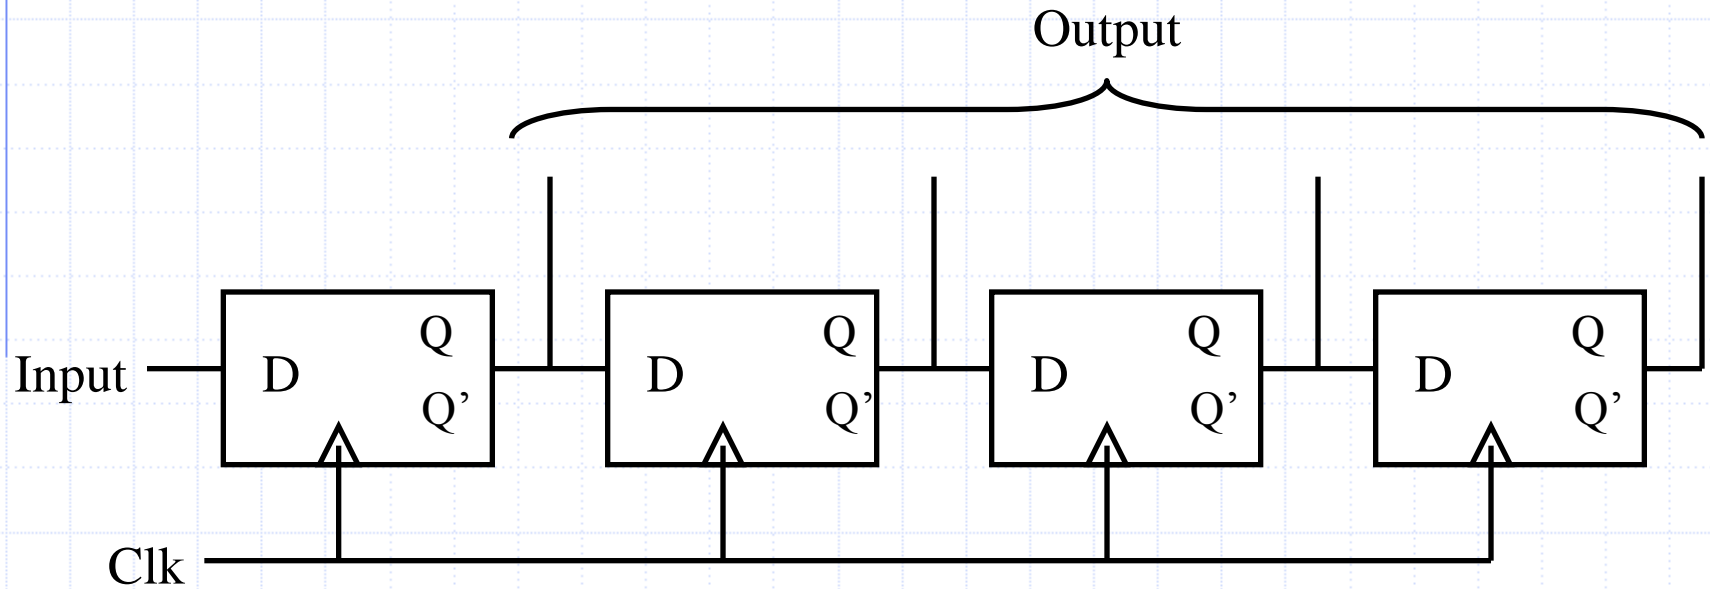 Output
Q Q Q Q
Input D D D D
Q’ Q’ Q’ Q’
Clk